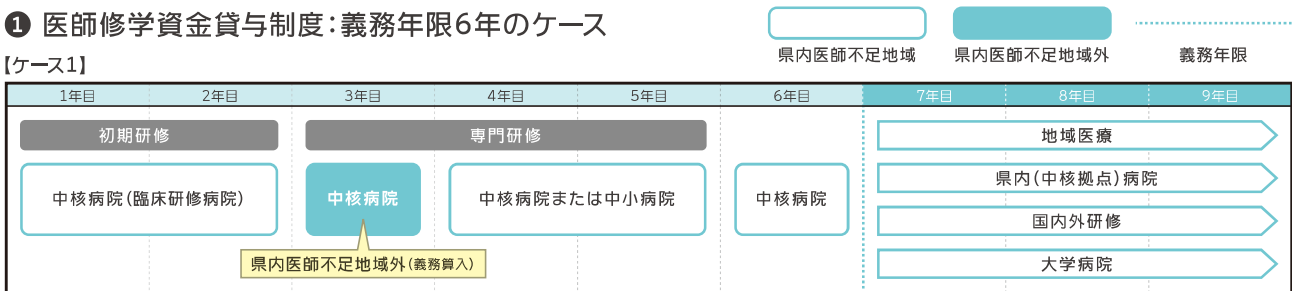 ❶ 医師修学資金貸与制度：義務年限6年のケース
県内医師不足地域
県内医師不足地域外
義務年限
【ケース1】
1年目 2年目 3年目 4年目 5年目 6年目 7年目 8年目 9年目
初期研修
専門研修
地域医療
中核病院（臨床研修病院）
中核病院
中核病院または中小病院
中核病院
県内（中核拠点）病院
国内外研修
大学病院
県内医師不足地域外（義務算入）